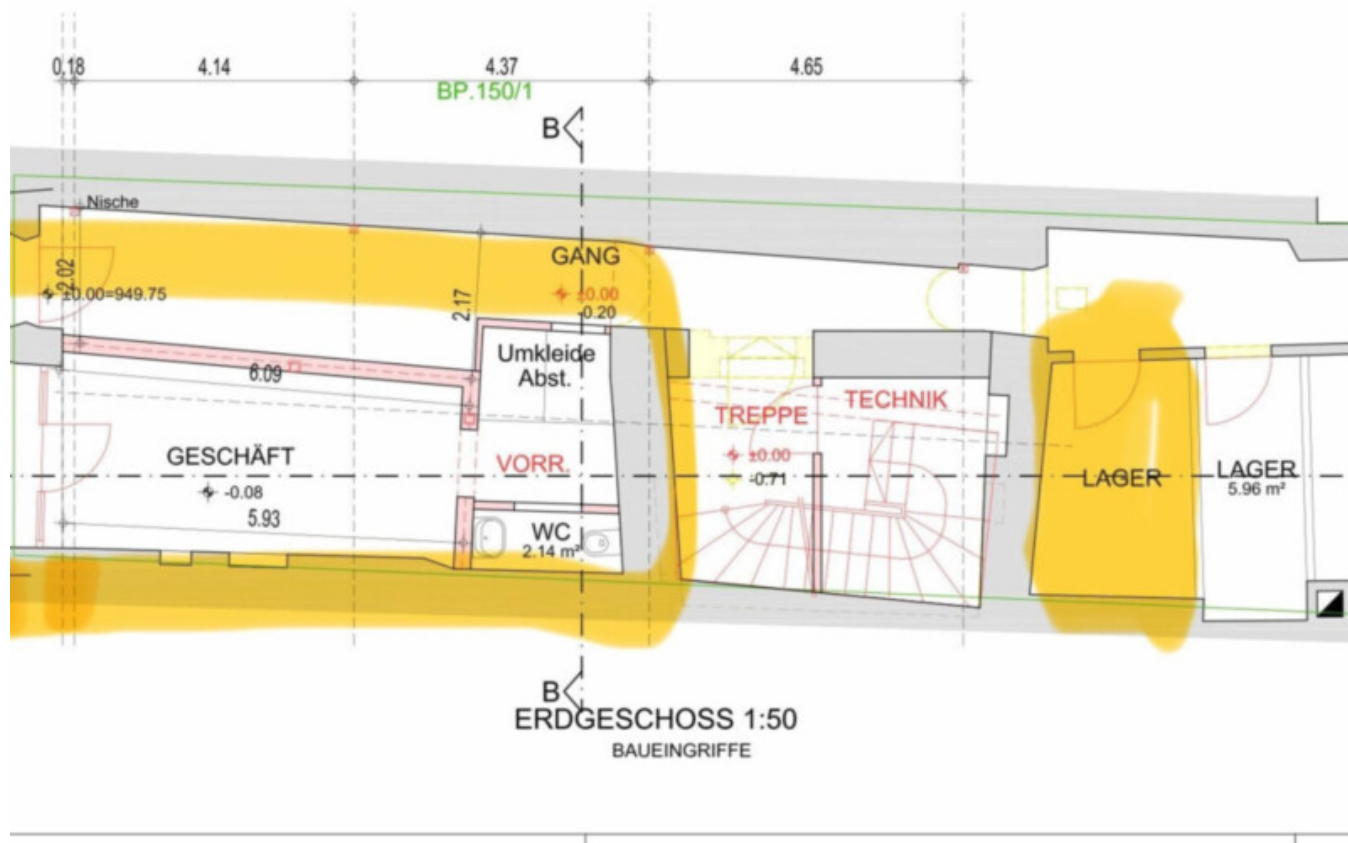 0.18 4.14 4.37 4.65
BP.150/1
B
Nische
GANG
2.02
±0.00=949.75
2.17
±0.00
-0.20
Umkleide
Abst.
6.09
TREPPE
TECHNIK
GESCHÄFT
VORR.
±0.00
-0.71
LAGER
LAGER
5.96 m²
-0.08
5.93
WC
2.14 m²
B
ERDGESCHOSS 1:50
BAUEINGRIFFE